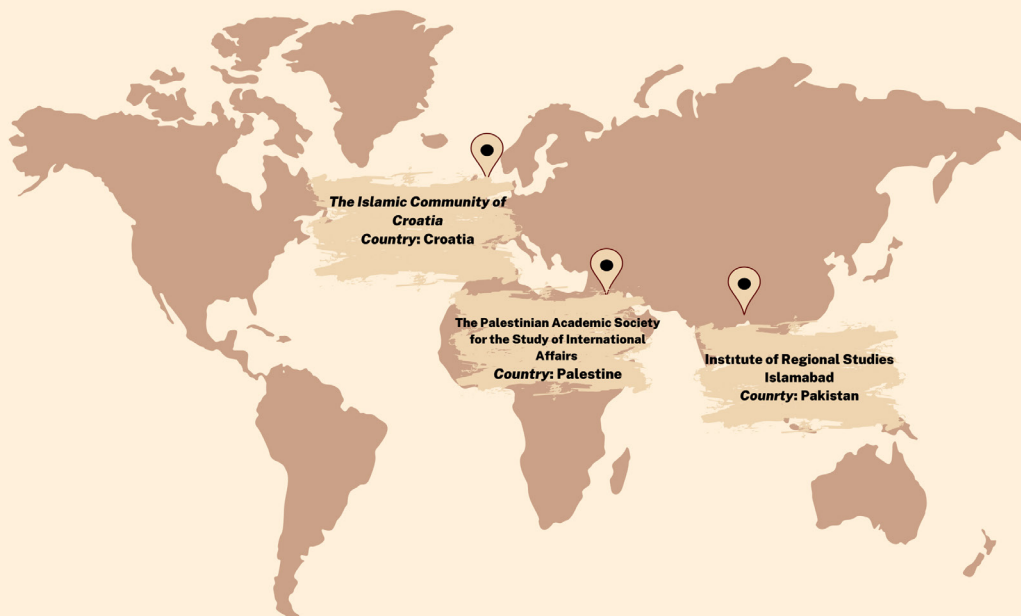 The Islamic Community of
Croatia
Country: Croatia
The Palestinian Academic Society
for the Study of International
Affairs
Country: Palestine
Instıtute of Regional Studies
Islamabad
Counrty: Pakistan